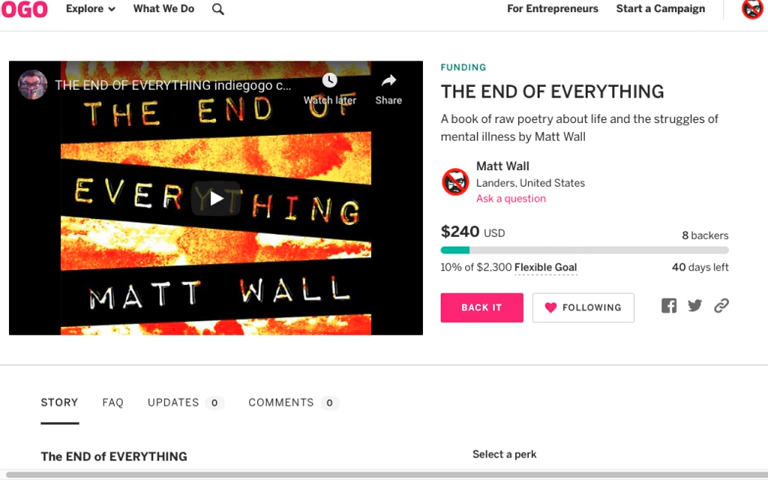 OGO Explore What We Do For Entrepreneurs Start a Campaign
THE END OF EVERYTHING indiegogo c...
Watch later Share
THE END OF
EVERYTHING
MATT WALL
FUNDING
THE END OF EVERYTHING
A book of raw poetry about life and the struggles of
mental illness by Matt Wall
Matt Wall
Landers, United States
Ask a question
$240 USD 8 backers
10% of $2,300 Flexible Goal 40 days left
BACK IT FOLLOWING
STORY FAQ UPDATES 0 COMMENTS 0
The END of EVERYTHING Select a perk